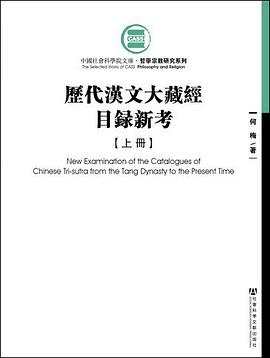 CASS
中國社會科學院文庫·哲學宗教研究系列
The Selected Works of CASS Philosophy and Religion
歷代漢文大藏經
目録新考
【上冊】
New Examination of the Catalogues of
Chinese Tri-sutra from the Tang Dynasty to the Present Time
何梅/著
社會科學文獻出版社